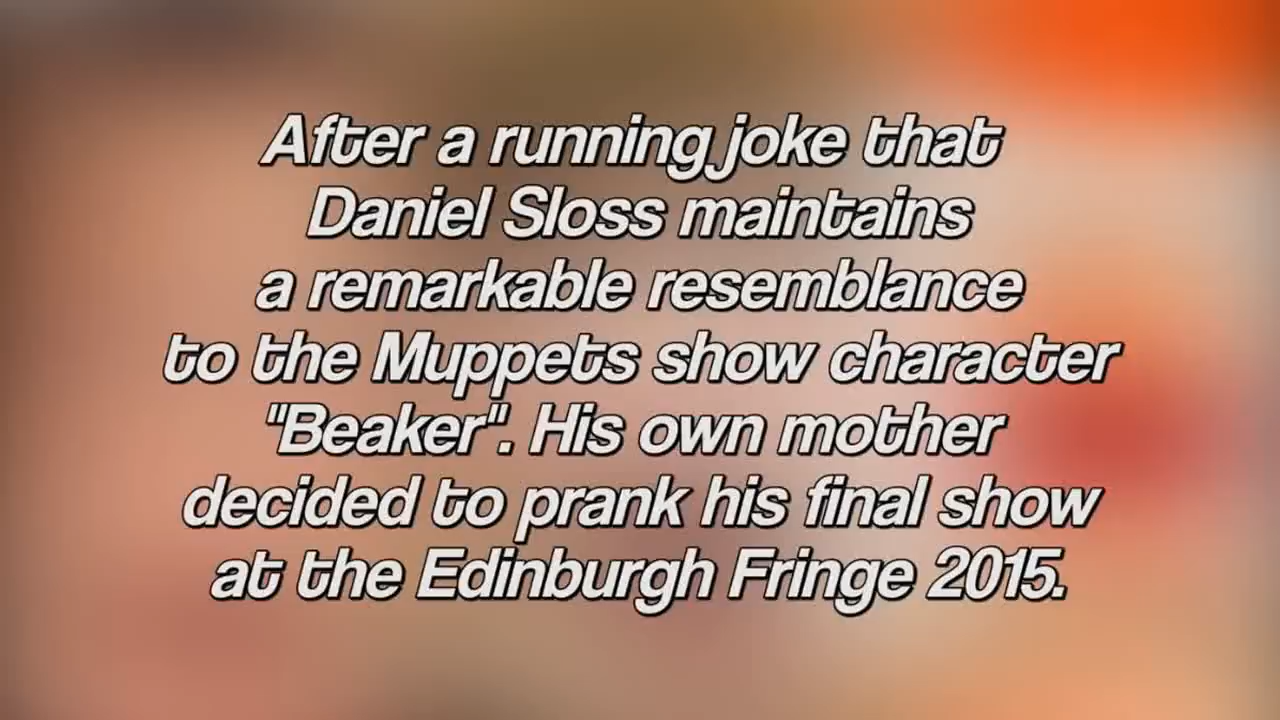 After a running joke that
Daniel Sloss maintains
a remarkable resemblance
to the Muppets show character
"Beaker". His own mother
decided to prank his final show
at the Edinburgh Fringe 2015.